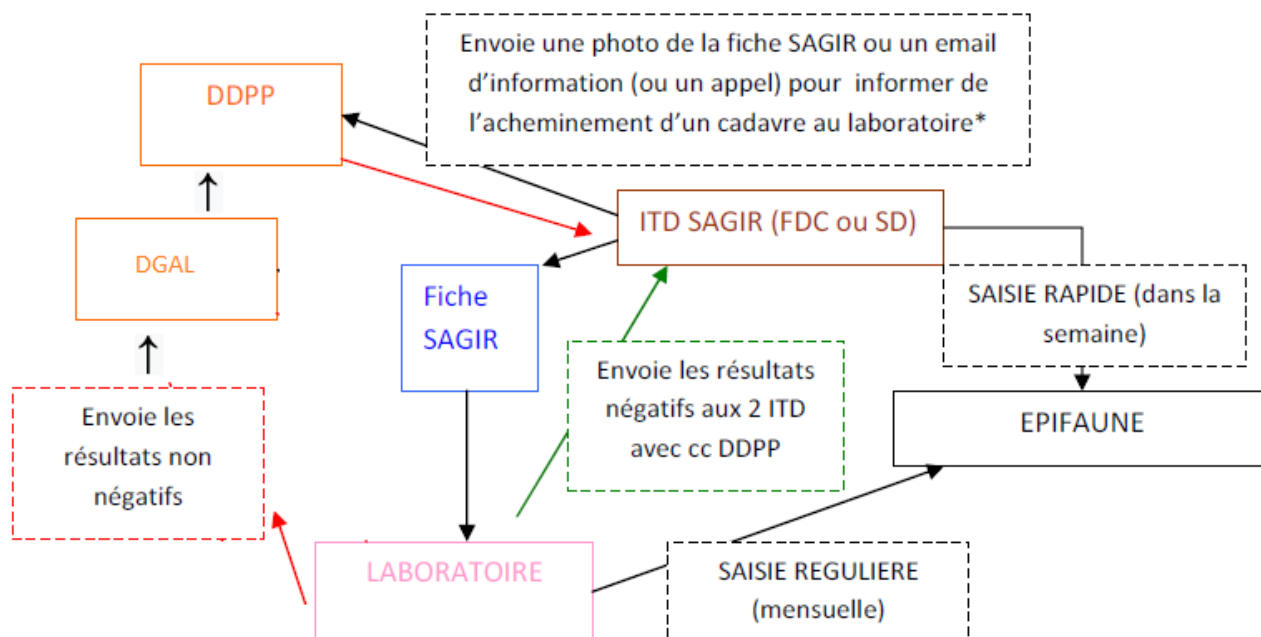 Envoie une photo de la fiche SAGIR ou un email
d’information (ou un appel) pour informer de
l’acheminement d’un cadavre au laboratoire*
DDPP
ITD SAGIR (FDC ou SD)
DGAL
Fiche
SAGIR
SAISIE RAPIDE (dans la
semaine)
Envoie les résultats
négatifs aux 2 ITD
avec cc DDPP
Envoie les
résultats non
négatifs
EPIFAUNE
LABORATOIRE
SAISIE REGULIERE
(mensuelle)